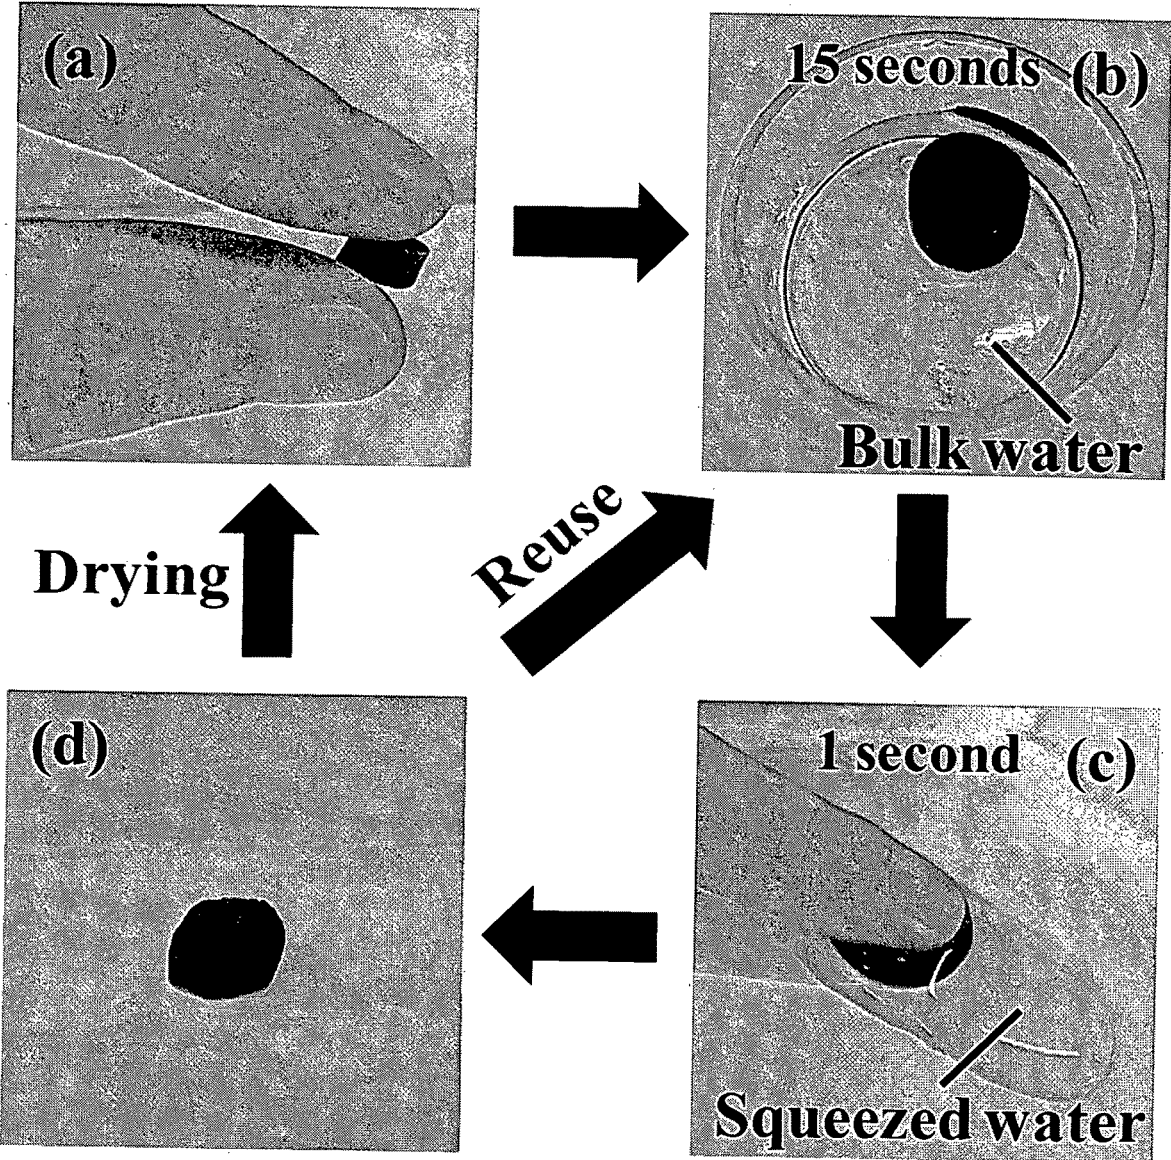 (a)
15 seconds (b)
Bulk water
Drying
Reuse
(d)
1 second (c)
Squeezed water